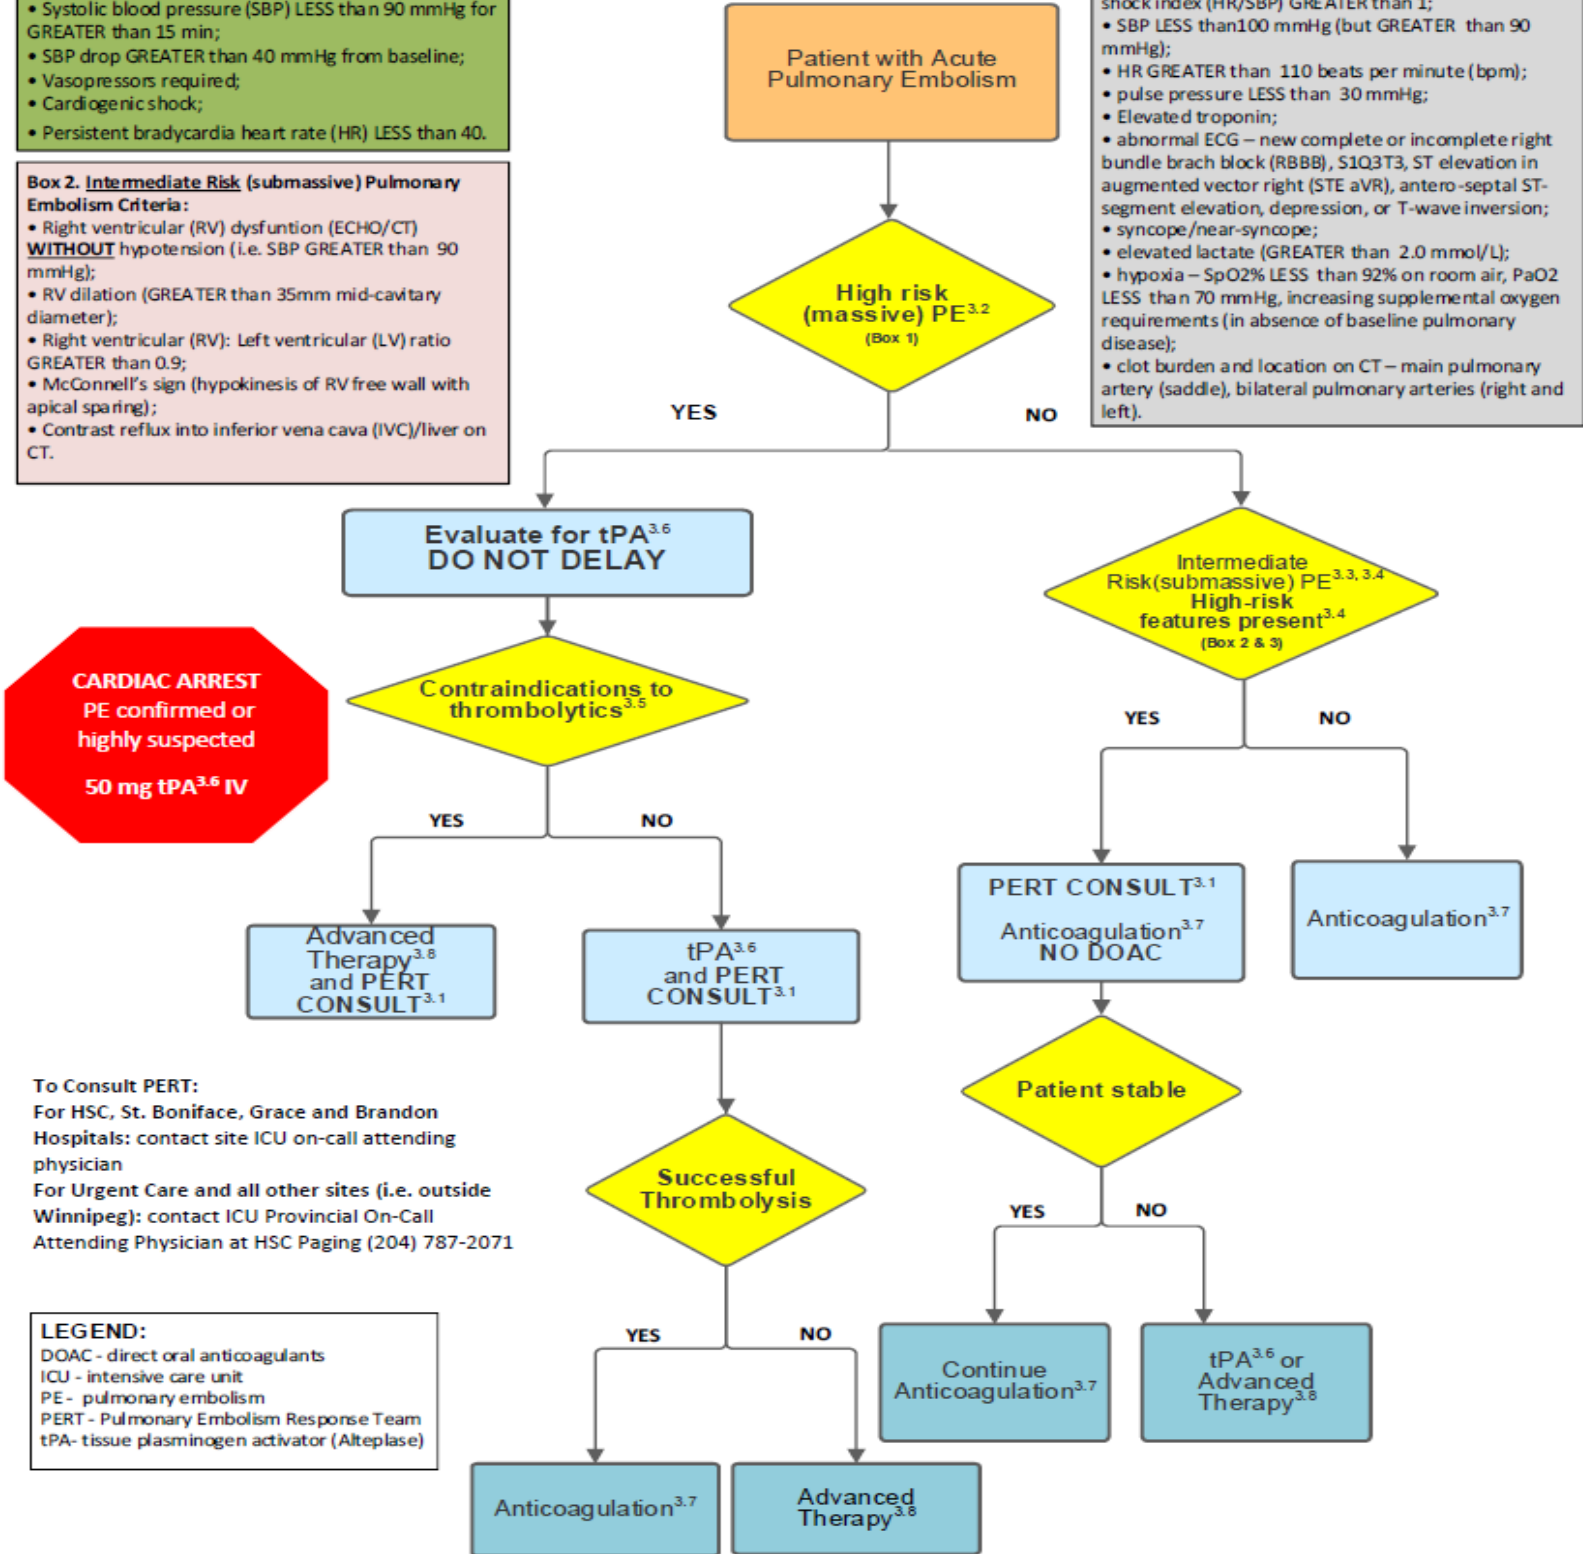 • Systolic blood pressure (SBP) LESS than 90 mmHg for
GREATER than 15 min;
• SBP drop GREATER than 40 mmHg from baseline;
• Vasopressors required;
• Cardiogenic shock;
• Persistent bradycardia heart rate (HR) LESS than 40.
Box 2. Intermediate Risk (submassive) Pulmonary
Embolism Criteria:
• Right ventricular (RV) dysfuntion (ECHO/CT)
WITHOUT hypotension (i.e. SBP GREATER than 90
mmHg);
• RV dilation (GREATER than 35mm mid-cavitary
diameter);
• Right ventricular (RV): Left ventricular (LV) ratio
GREATER than 0.9;
• McConnell's sign (hypokinesis of RV free wall with
apical sparing);
• Contrast reflux into inferior vena cava (IVC)/liver on
CT.
Patient with Acute
Pulmonary Embolism
shock index (HR/SBP) GREATER than 1;
• SBP LESS than100 mmHg (but GREATER than 90
mmHg);
• HR GREATER than 110 beats per minute (bpm);
• pulse pressure LESS than 30 mmHg;
• Elevated troponin;
• abnormal ECG – new complete or incomplete right
bundle brach block (RBBB), S1Q3T3, ST elevation in
augmented vector right (STE aVR), antero-septal ST-
segment elevation, depression, or T-wave inversion;
• syncope/near-syncope;
• elevated lactate (GREATER than 2.0 mmol/L);
• hypoxia – SpO2% LESS than 92% on room air, PaO2
LESS than 70 mmHg, increasing supplemental oxygen
requirements (in absence of baseline pulmonary
disease);
• clot burden and location on CT – main pulmonary
artery (saddle), bilateral pulmonary arteries (right and
left).
High risk
(massive) PE3.2
(Box 1)
YES
NO
Evaluate for tPA3.6
DO NOT DELAY
Intermediate
Risk(submassive) PE3.3, 3.4
High-risk
features present3.4
(Box 2 & 3)
CARDIAC ARREST
PE confirmed or
highly suspected
50 mg tPA3.6 IV
Contraindications to
thrombolytics3.5
YES
NO
YES
NO
Advanced
Therapy3.8
and PERT
CONSULT3.1
tPA3.6
and PERT
CONSULT3.1
PERT CONSULT3.1
Anticoagulation3.7
NO DOAC
Anticoagulation3.7
To Consult PERT:
For HSC, St. Boniface, Grace and Brandon
Hospitals: contact site ICU on-call attending
physician
For Urgent Care and all other sites (i.e. outside
Winnipeg): contact ICU Provincial On-Call
Attending Physician at HSC Paging (204) 787-2071
Successful
Thrombolysis
Patient stable
YES
NO
YES
NO
LEGEND:
DOAC - direct oral anticoagulants
ICU - intensive care unit
PE - pulmonary embolism
PERT - Pulmonary Embolism Response Team
tPA- tissue plasminogen activator (Alteplase)
Continue
Anticoagulation3.7
tPA3.6 or
Advanced
Therapy3.8
Anticoagulation3.7
Advanced
Therapy3.8